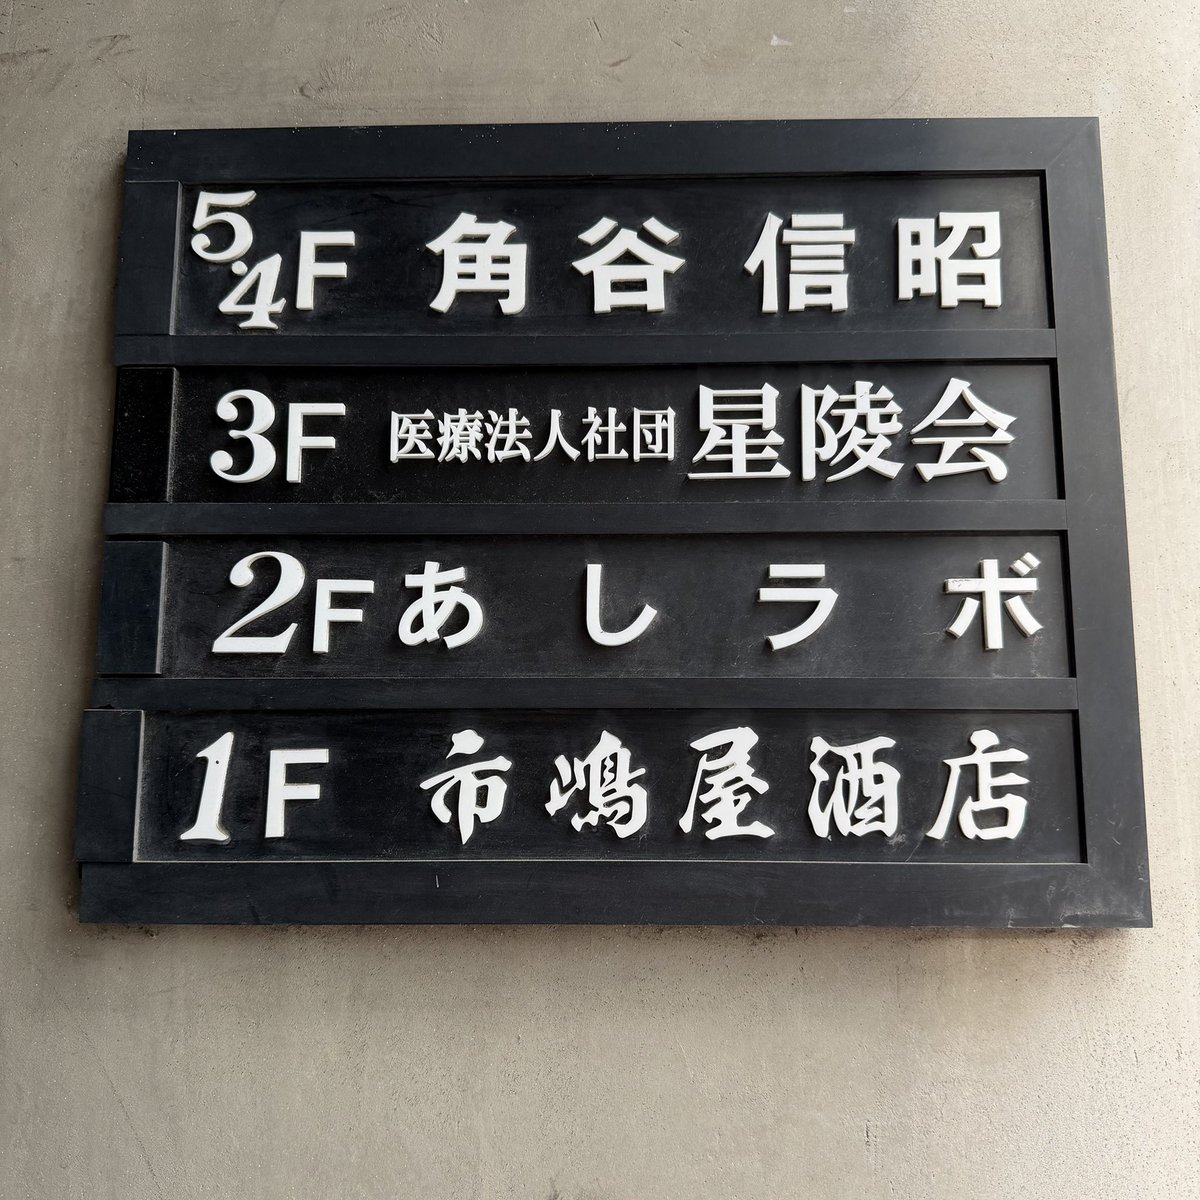 5.4F 角谷信昭
3F 医療法人社団 星陵会
2F あしラボ
1F 市嶋屋酒店